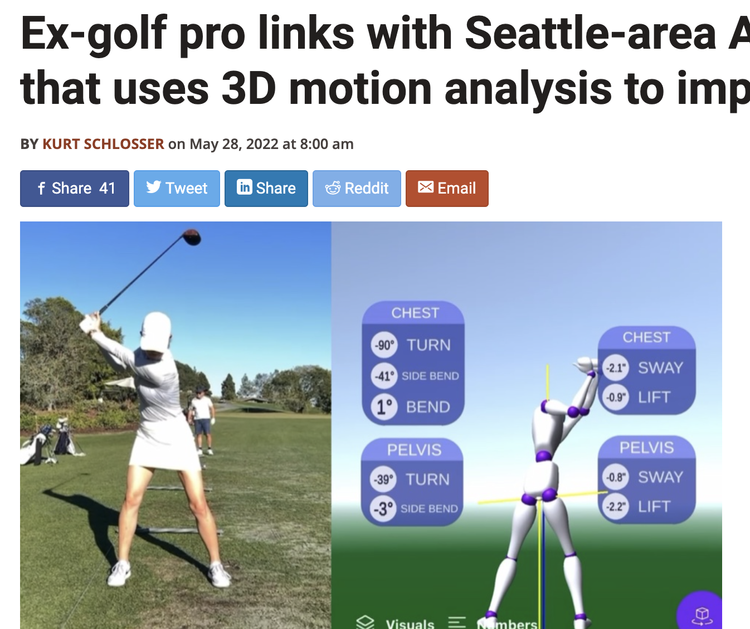 Ex-golf pro links with Seattle-area A
that uses 3D motion analysis to imp
BY KURT SCHLOSSER on May 28, 2022 at 8:00 am
Share 41
Tweet
in Share
Reddit
Email
CHEST
-90° TURN
-41° SIDE BEND
1° BEND
PELVIS
-39° TURN
-3° SIDE BEND
CHEST
-2.1" SWAY
-0.9" LIFT
PELVIS
-0.8" SWAY
-2.2" LIFT
Visuals
Numbers